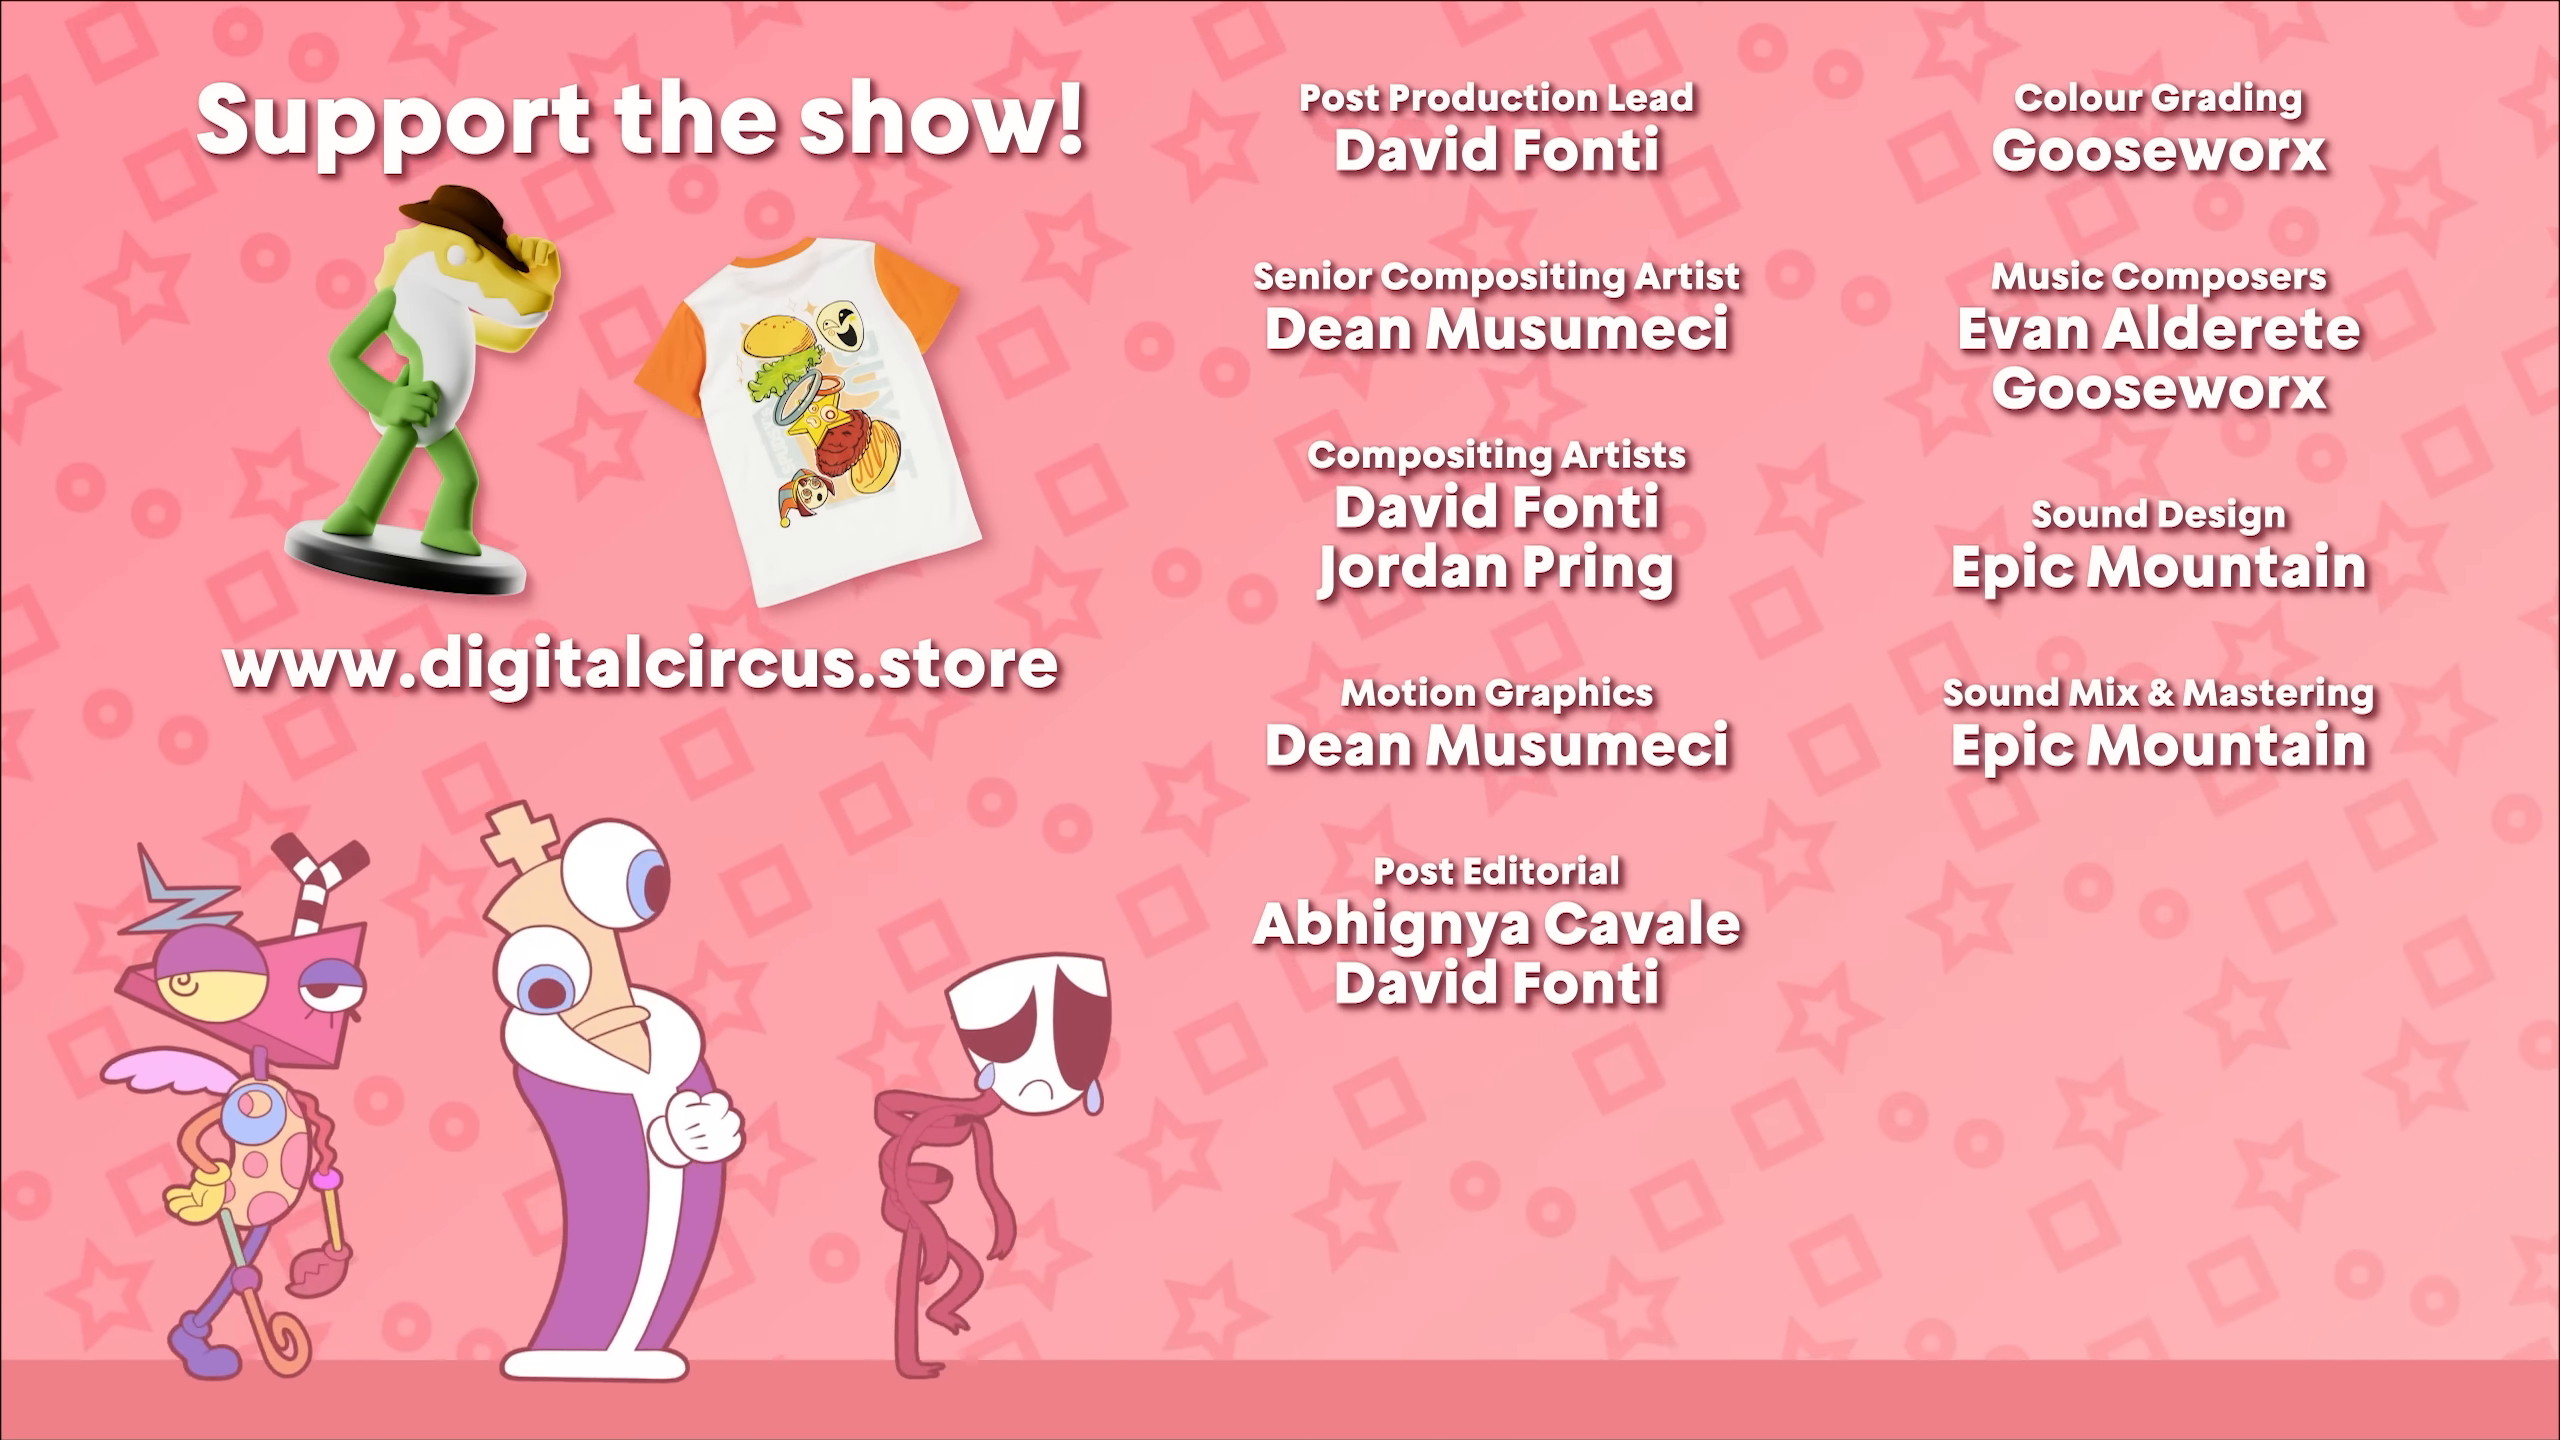 Support the show!
www.digitalcircus.store
Post Production Lead
David Fonti
Senior Compositing Artist
Dean Musumeci
Compositing Artists
David Fonti
Jordan Pring
Motion Graphics
Dean Musumeci
Post Editorial
Abhignya Cavale
David Fonti
Colour Grading
Gooseworx
Music Composers
Evan Alderete
Gooseworx
Sound Design
Epic Mountain
Sound Mix & Mastering
Epic Mountain